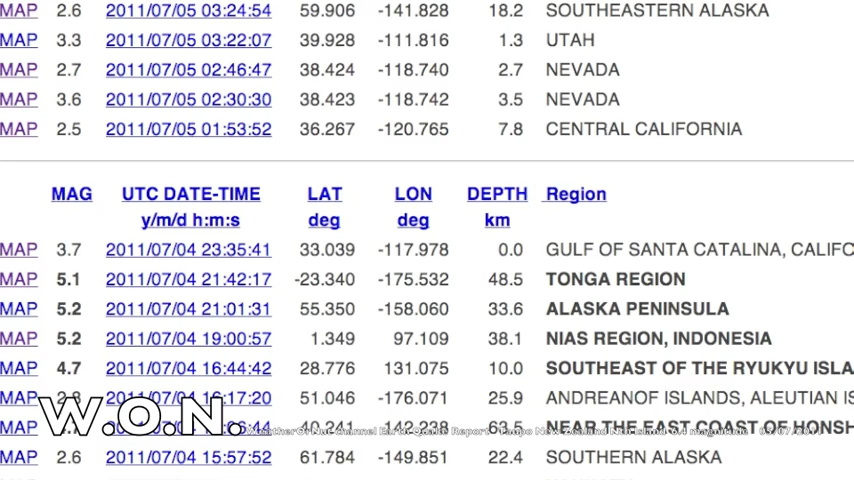 MAP 2.6 2011/07/05 03:24:54 59.906 -141.828 18.2 SOUTHEASTERN ALASKA
MAP 3.3 2011/07/05 03:22:07 39.928 -111.816 1.3 UTAH
MAP 2.7 2011/07/05 02:46:47 38.424 -118.740 2.7 NEVADA
MAP 3.6 2011/07/05 02:30:30 38.423 -118.742 3.5 NEVADA
MAP 2.5 2011/07/05 01:53:52 36.267 -120.765 7.8 CENTRAL CALIFORNIA
MAG UTC DATE-TIME LAT LON DEPTH Region
y/m/d h:m:s deg deg km
MAP 3.7 2011/07/04 23:35:41 33.039 -117.978 0.0 GULF OF SANTA CATALINA, CALIFC
MAP 5.1 2011/07/04 21:42:17 -23.340 -175.532 48.5 TONGA REGION
MAP 5.2 2011/07/04 21:01:31 55.350 -158.060 33.6 ALASKA PENINSULA
MAP 5.2 2011/07/04 19:00:57 1.349 97.109 38.1 NIAS REGION, INDONESIA
MAP 4.7 2011/07/04 16:44:42 28.776 131.075 10.0 SOUTHEAST OF THE RYUKYU ISLA
MAP 2011/07/04 16:17:20 51.046 -176.071 25.9 ANDREANOF ISLANDS, ALEUTIAN IS
W.O.N.
MAP 40.241 142.238 63.5 NEAR THE EAST COAST OF HONSH
MAP 2.6 2011/07/04 15:57:52 61.784 -149.851 22.4 SOUTHERN ALASKA